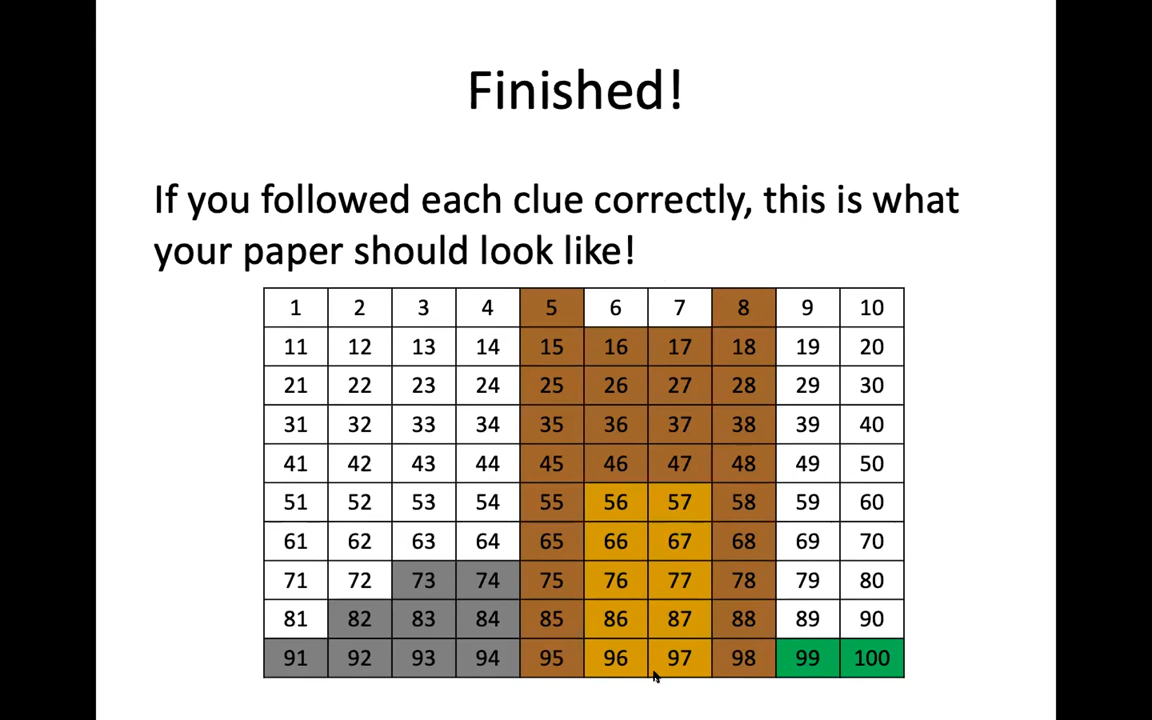 Finished!
If you followed each clue correctly, this is what
your paper should look like!
1 2 3 4 5 6 7 8 9 10
11 12 13 14 15 16 17 18 19 20
21 22 23 24 25 26 27 28 29 30
31 32 33 34 35 36 37 38 39 40
41 42 43 44 45 46 47 48 49 50
51 52 53 54 55 56 57 58 59 60
61 62 63 64 65 66 67 68 69 70
71 72 73 74 75 76 77 78 79 80
81 82 83 84 85 86 87 88 89 90
91 92 93 94 95 96 97 98 99 100